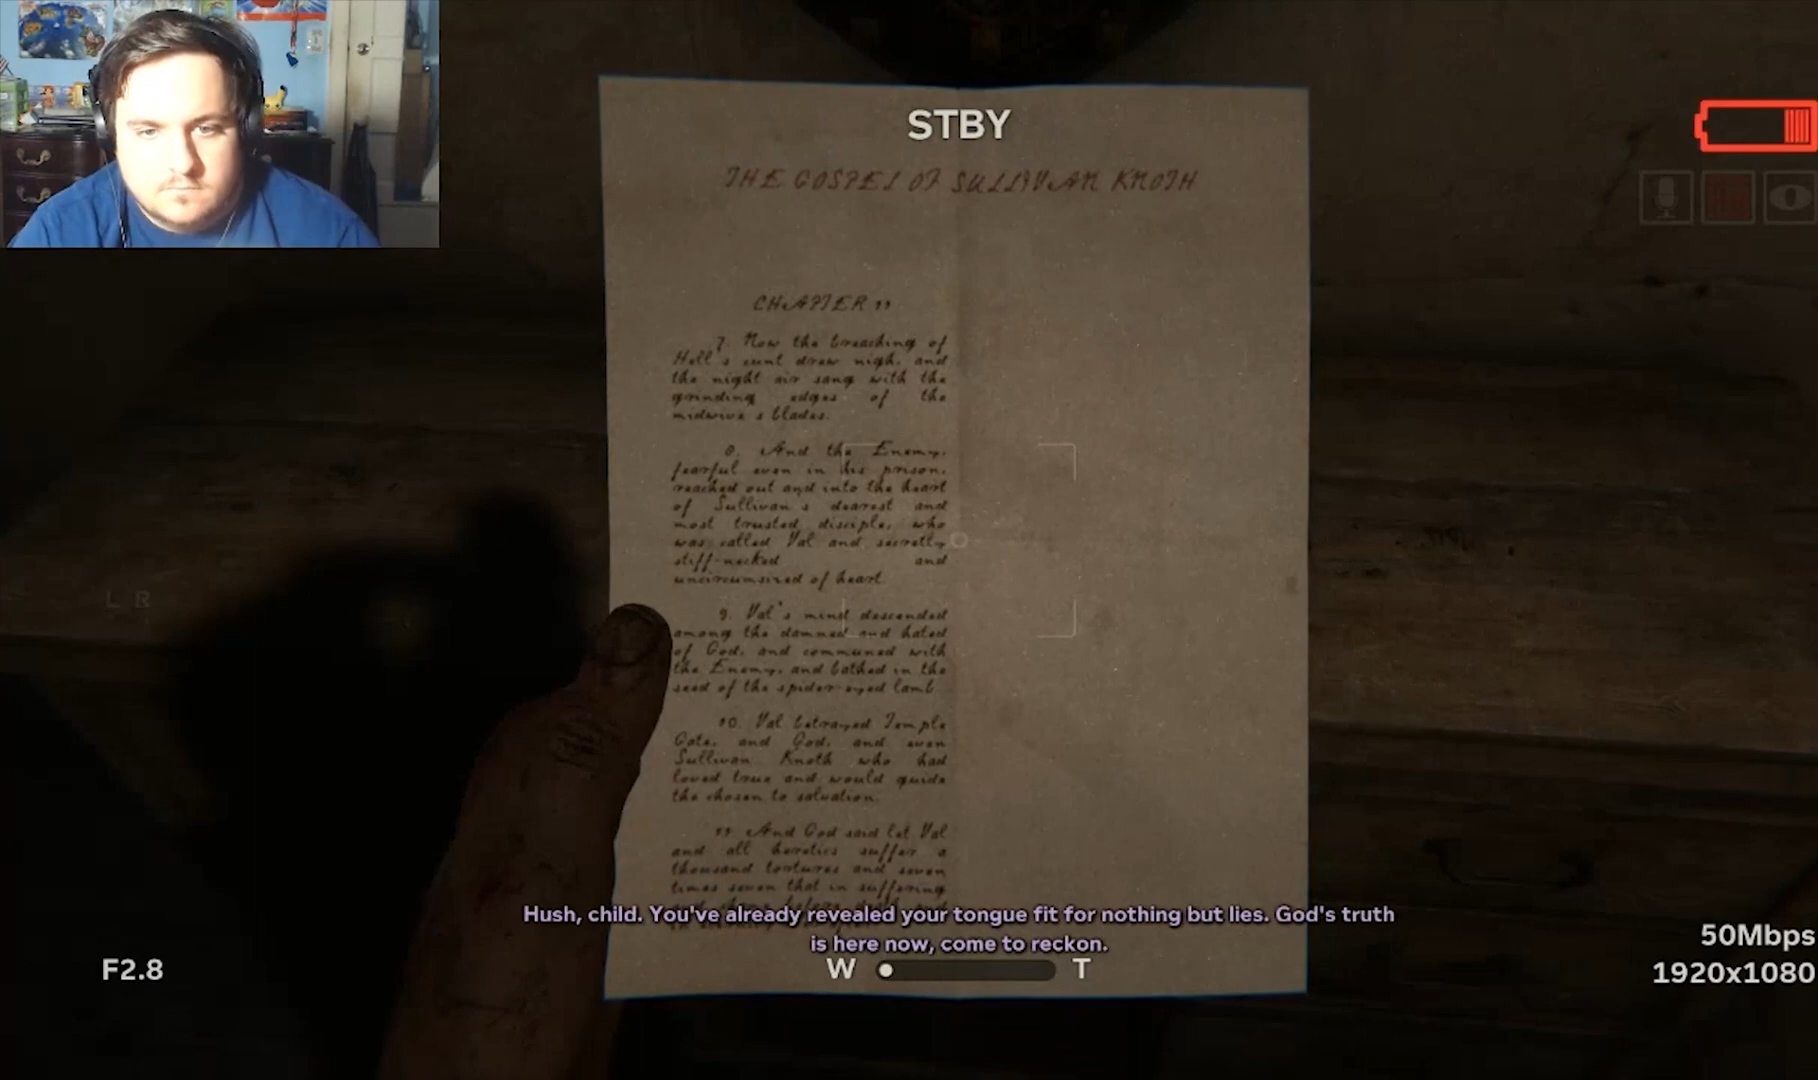 STBY
THE GOSPEL OF SULLIVAN KNOTH
CHAPTER 11
7. Now the breaching of
Hell's cunt drew nigh, and
the night air sang with the
grinding edges of the
midwive's blades.
8. And the Enemy,
fearful even in his prison,
reached out and into the heart
of Sullivan's dearest and
most trusted disciple, who
was called Val and secretly
stiff-necked and
uncircumsized of heart.
9. Val's mind descended
among the damned and hated
of God, and communed with
the Enemy, and bathed in the
seed of the spider-eyed lamb.
10. Val betrayed Temple
Gate, and God, and even
Sullivan Knoth who had
loved true and would guide
the chosen to salvation.
11. And God said let Val
and all heretics suffer a
thousand tortures and seven
times seven that in suffering
Hush, child. You've already revealed your tongue fit for nothing but lies. God's truth
is here now, come to reckon.
L R
F2.8
W T
50Mbps
1920x1080